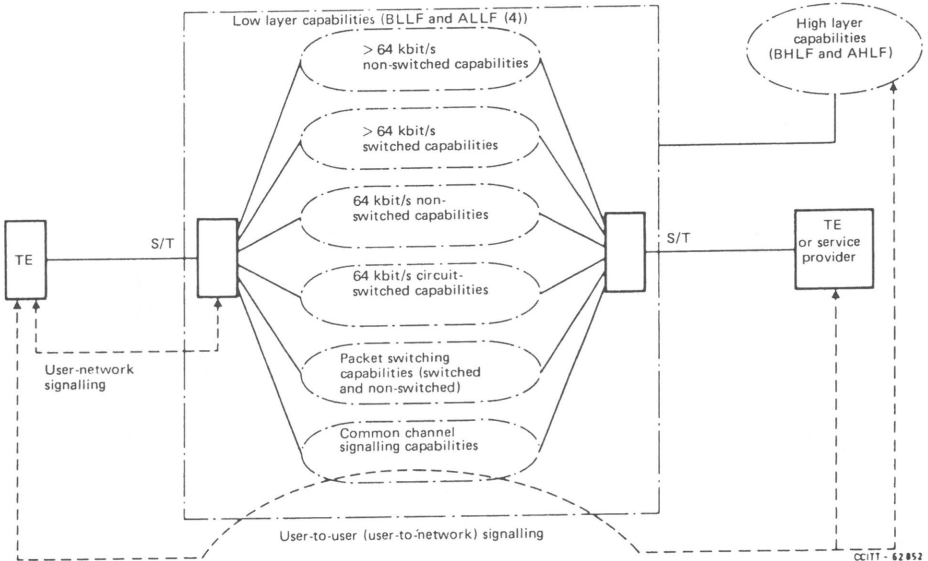 Low layer capabilities (BLLF and ALLF (4))
High layer
capabilities
(BHLF and AHLF)
> 64 kbit/s
non-switched capabilities
> 64 kbit/s
switched capabilities
64 kbit/s non-
switched capabilities
TE
S/T
S/T
TE
or service
provider
64 kbit/s circuit-
switched capabilities
User-network
signalling
Packet switching
capabilities (switched
and non-switched)
Common channel
signalling capabilities
User-to-user (user-to-network) signalling
CCITT - 62852